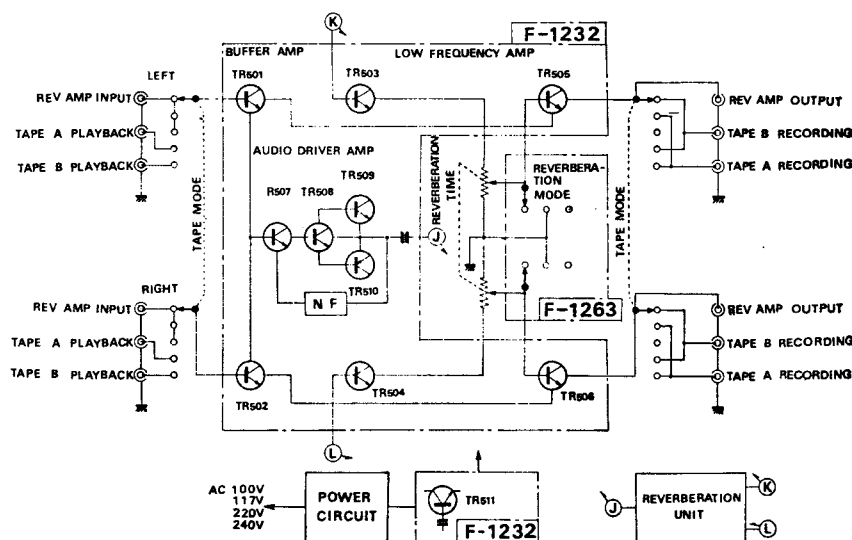 K
F-1232
BUFFER AMP
LOW FREQUENCY AMP
LEFT
TR501
TR503
TR505
REV AMP INPUT
REV AMP OUTPUT
TAPE A PLAYBACK
TAPE B RECORDING
TAPE B PLAYBACK
TAPE A RECORDING
AUDIO DRIVER AMP
TR509
R507
TR508
TR510
N F
J
TAPE MODE
REVERBERATION
TIME
REVERBERA-
TION
MODE
TAPE MODE
F-1263
RIGHT
REV AMP INPUT
REV AMP OUTPUT
TAPE A PLAYBACK
TAPE B RECORDING
TAPE B PLAYBACK
TAPE A RECORDING
TR502
TR504
TR506
L
AC 100V
117V
220V
240V
POWER
CIRCUIT
TR511
F-1232
J
REVERBERATION
UNIT
K
L